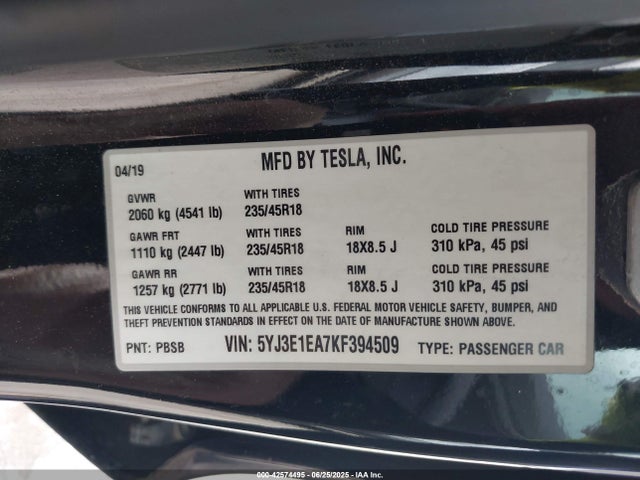 MFD BY TESLA, INC.
04/19
GVWR WITH TIRES
2060 kg (4541 lb) 235/45R18
GAWR FRT WITH TIRES RIM COLD TIRE PRESSURE
1110 kg (2447 lb) 235/45R18 18X8.5 J 310 kPa, 45 psi
GAWR RR WITH TIRES RIM COLD TIRE PRESSURE
1257 kg (2771 lb) 235/45R18 18X8.5 J 310 kPa, 45 psi
THIS VEHICLE CONFORMS TO ALL APPLICABLE U.S. FEDERAL MOTOR VEHICLE SAFETY, BUMPER, AND
THEFT PREVENTION STANDARDS IN EFFECT ON THE DATE OF MANUFACTURE SHOWN ABOVE.
PNT: PBSB VIN: 5YJ3E1EA7KF394509 TYPE: PASSENGER CAR
000-42574495 - 06/25/2025 - IAA Inc.